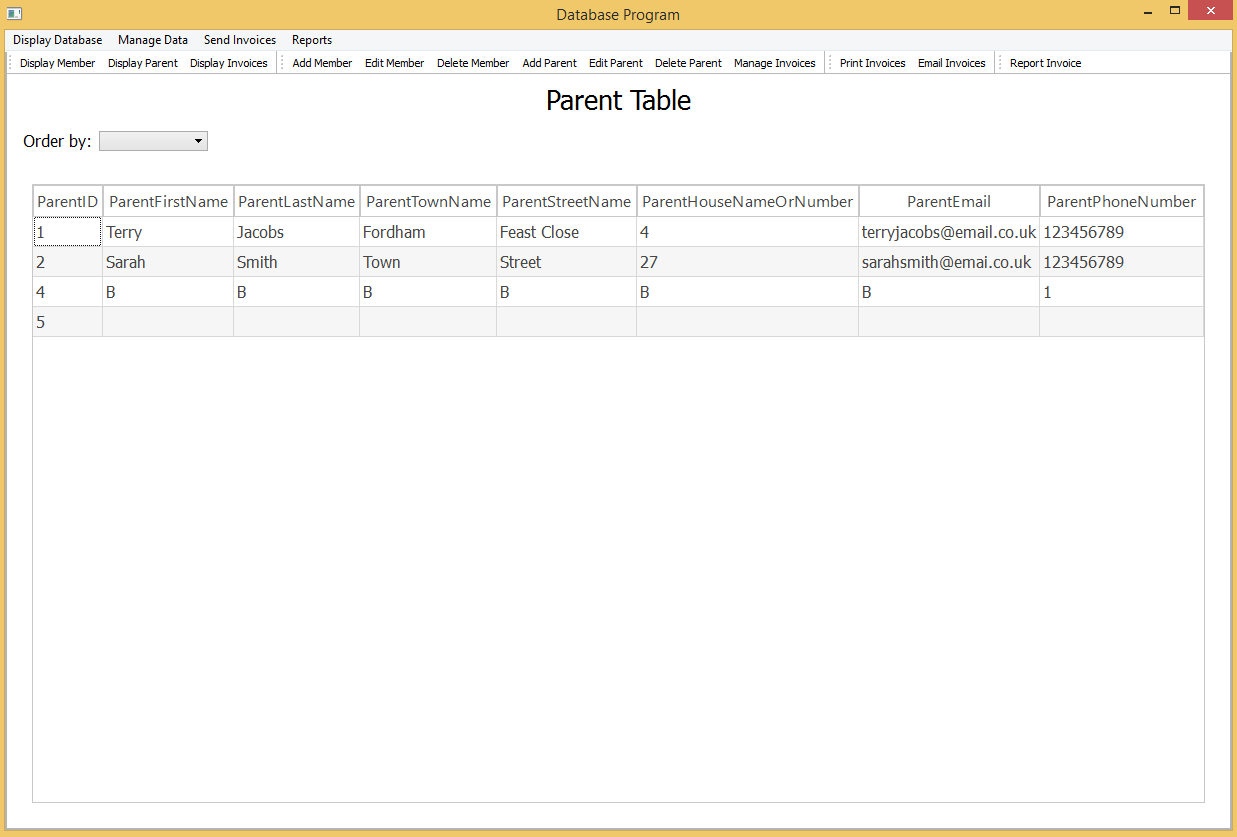 Database Program
Display Database Manage Data Send Invoices Reports
Display Member Display Parent Display Invoices Add Member Edit Member Delete Member Add Parent Edit Parent Delete Parent Manage Invoices Print Invoices Email Invoices Report Invoice
Parent Table
Order by:
ParentID ParentFirstName ParentLastName ParentTownName ParentStreetName ParentHouseNameOrNumber ParentEmail ParentPhoneNumber
1 Terry Jacobs Fordham Feast Close 4 terryjacobs@email.co.uk 123456789
2 Sarah Smith Town Street 27 sarahsmith@emai.co.uk 123456789
4 B B B B B B 1
5